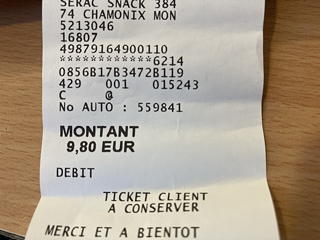 SERAC SNACK 384
74 CHAMONIX MON
5213046
16807
49879164900110
************6214
0856B17B3472B119
429 001 015243
C @
No AUTO : 559841
MONTANT
9,80 EUR
DEBIT
TICKET CLIENT
A CONSERVER
MERCI ET A BIENTOT